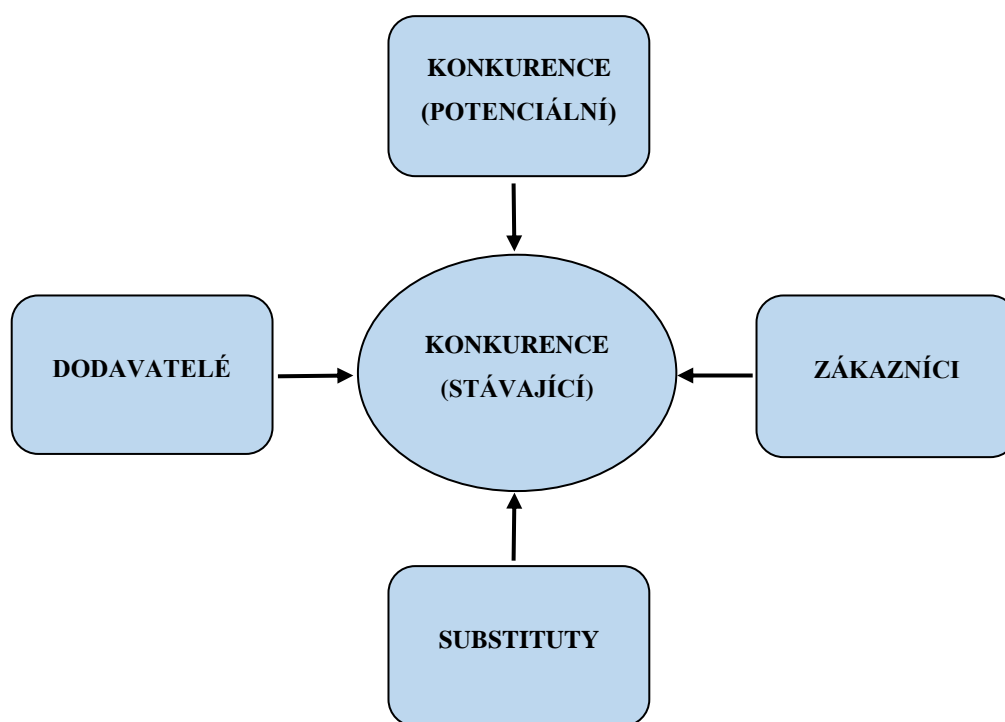 KONKURENCE
(POTENCIÁLNÍ)
DODAVATELÉ
KONKURENCE
(STÁVAJÍCÍ)
ZÁKAZNÍCI
SUBSTITUTY